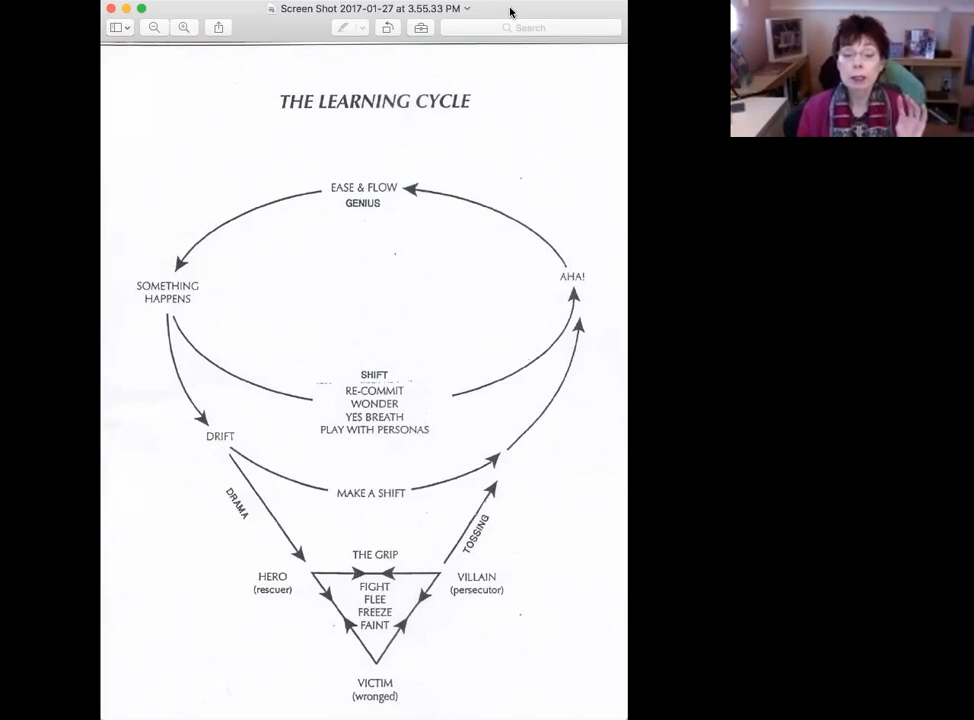 Screen Shot 2017-01-27 at 3.55.33 PM
Search
THE LEARNING CYCLE
EASE & FLOW
GENIUS
SOMETHING
HAPPENS
AHA!
SHIFT
RE-COMMIT
WONDER
YES BREATH
PLAY WITH PERSONAS
DRIFT
MAKE A SHIFT
DRAMA
TOSSING
THE GRIP
HERO
(rescuer)
VILLAIN
(persecutor)
FIGHT
FLEE
FREEZE
FAINT
VICTIM
(wronged)